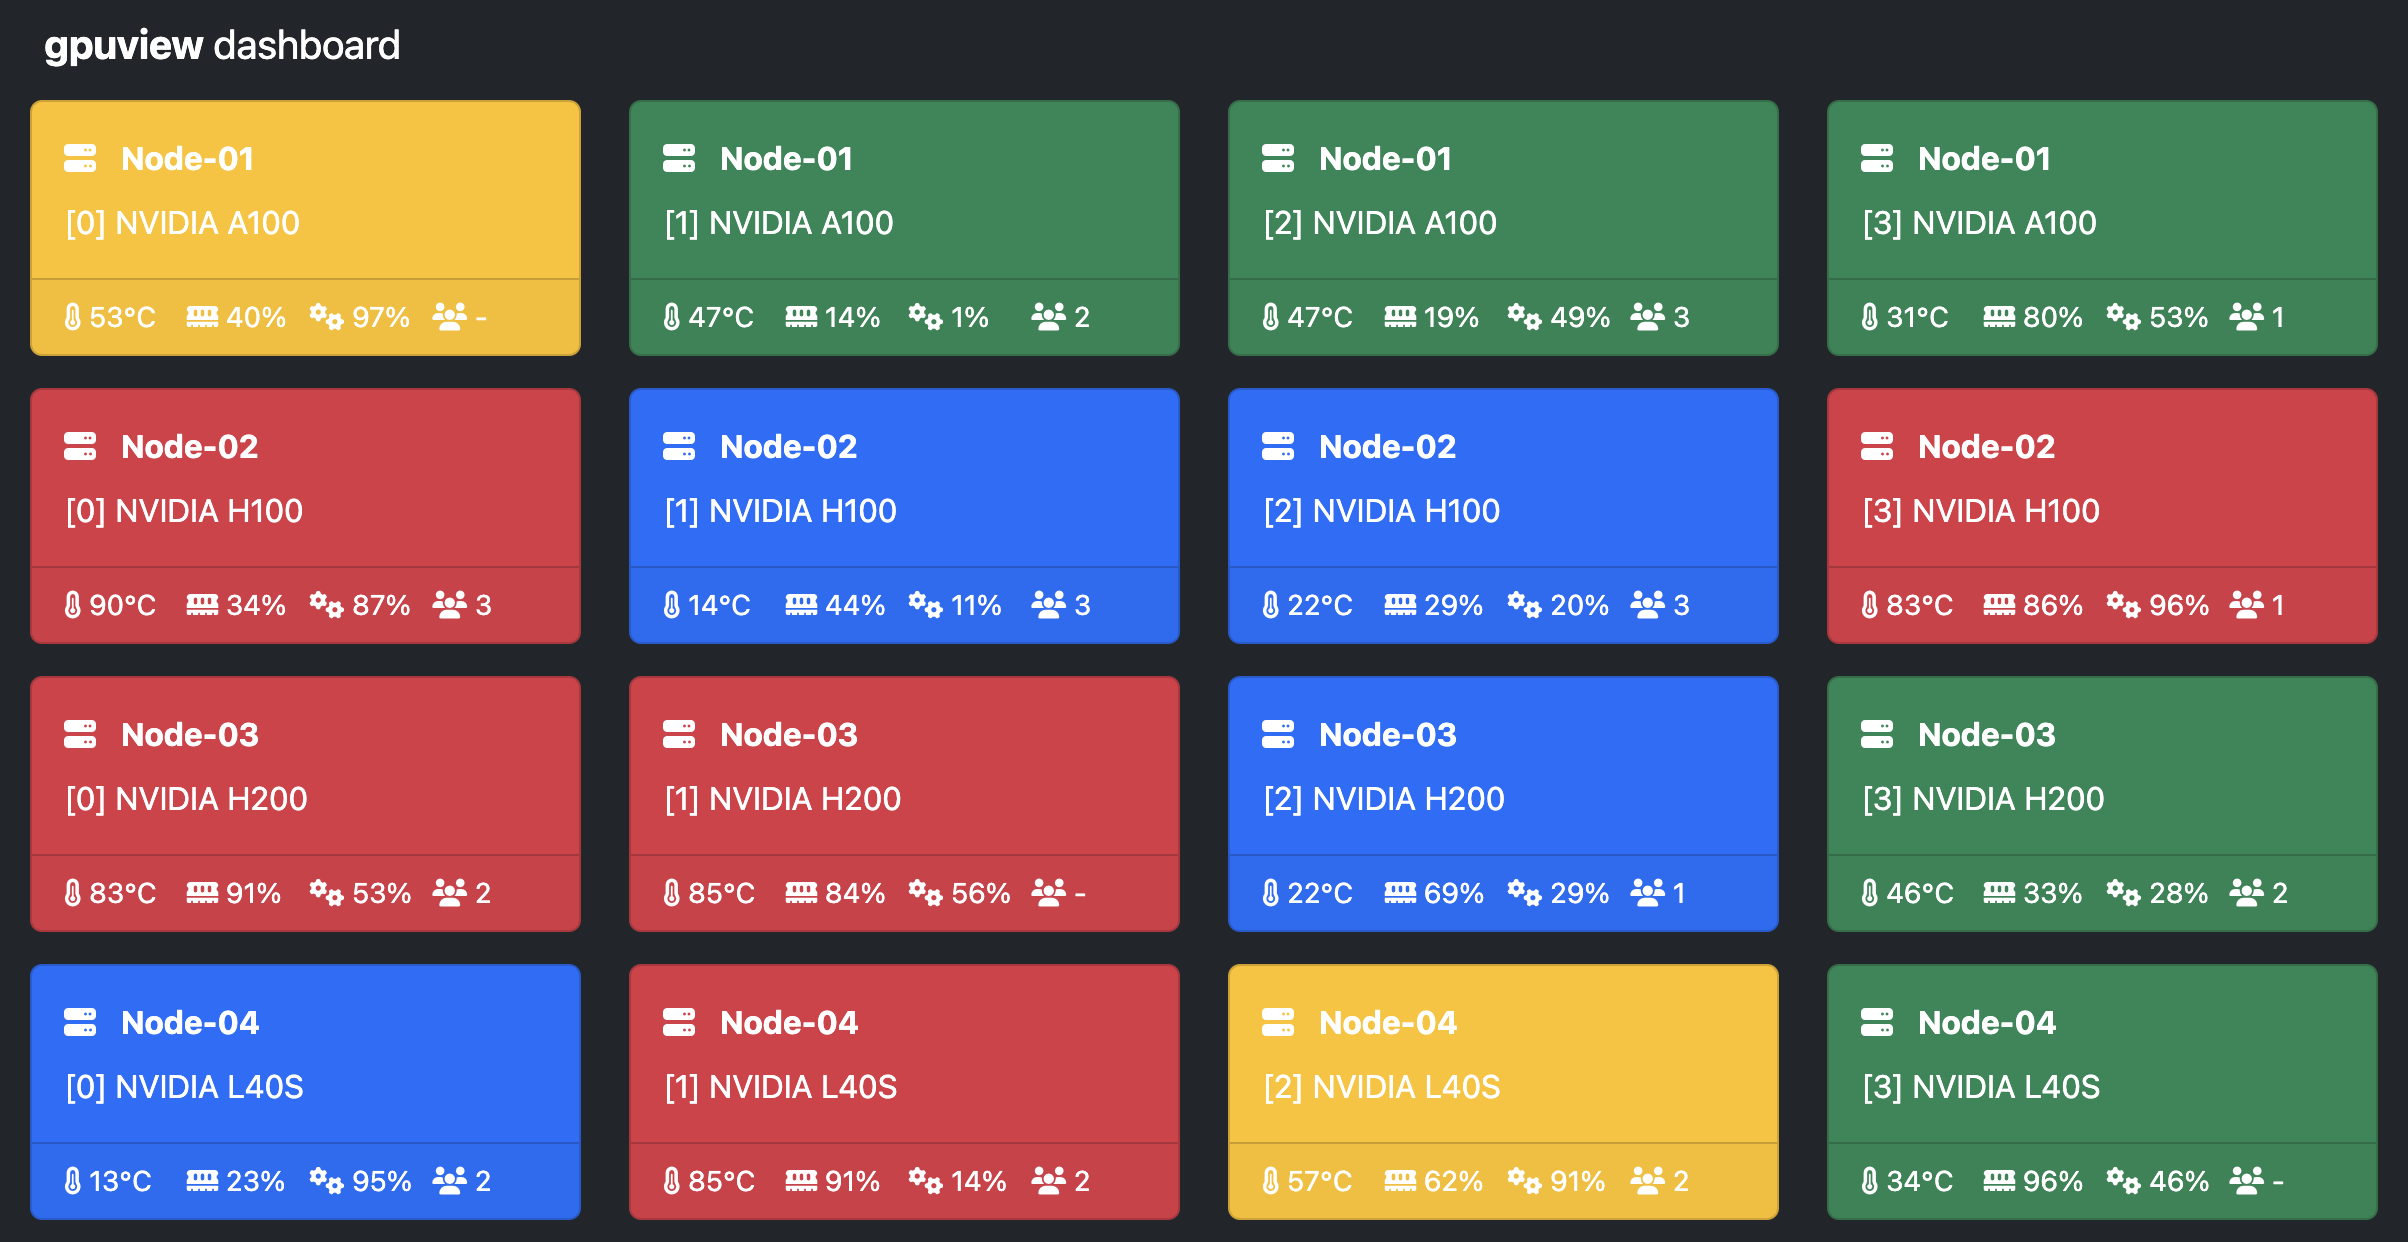 gpuview dashboard
Node-01
[0] NVIDIA A100
53°C 40% 97% -
Node-01
[1] NVIDIA A100
47°C 14% 1% 2
Node-01
[2] NVIDIA A100
47°C 19% 49% 3
Node-01
[3] NVIDIA A100
31°C 80% 53% 1
Node-02
[0] NVIDIA H100
90°C 34% 87% 3
Node-02
[1] NVIDIA H100
14°C 44% 11% 3
Node-02
[2] NVIDIA H100
22°C 29% 20% 3
Node-02
[3] NVIDIA H100
83°C 86% 96% 1
Node-03
[0] NVIDIA H200
83°C 91% 53% 2
Node-03
[1] NVIDIA H200
85°C 84% 56% -
Node-03
[2] NVIDIA H200
22°C 69% 29% 1
Node-03
[3] NVIDIA H200
46°C 33% 28% 2
Node-04
[0] NVIDIA L40S
13°C 23% 95% 2
Node-04
[1] NVIDIA L40S
85°C 91% 14% 2
Node-04
[2] NVIDIA L40S
57°C 62% 91% 2
Node-04
[3] NVIDIA L40S
34°C 96% 46% -